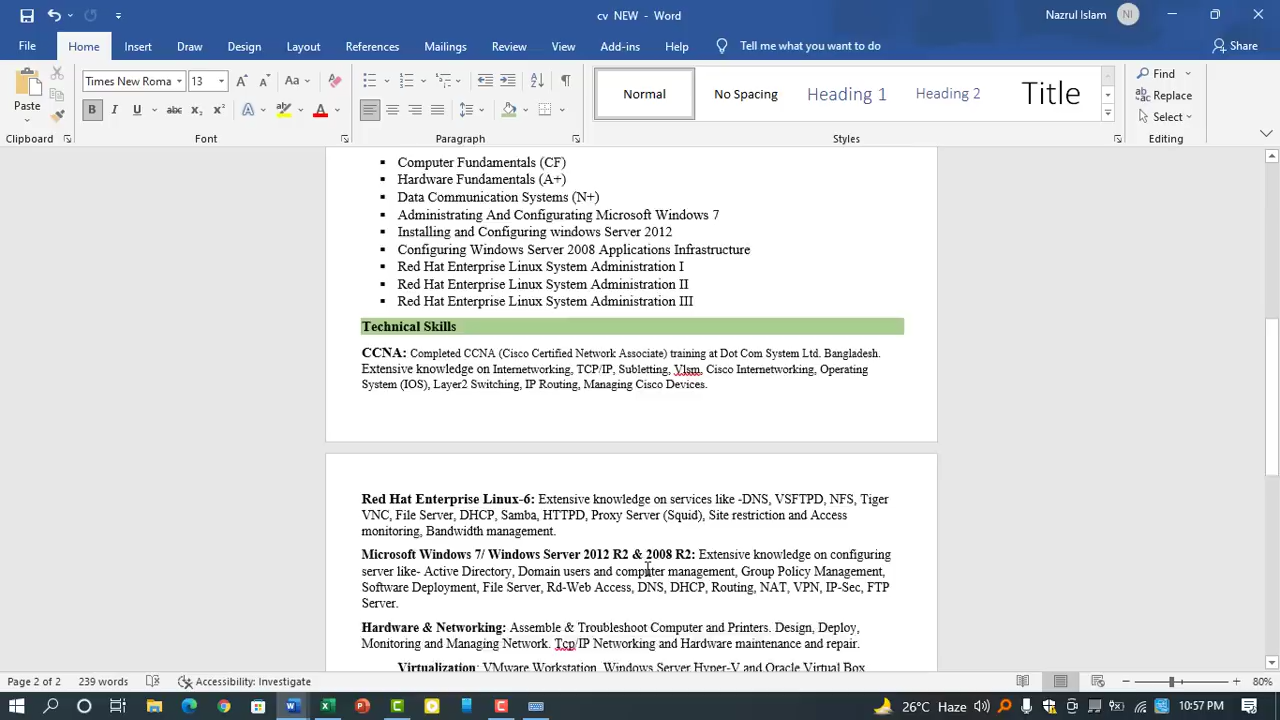 cv NEW - Word
Nazrul Islam NI
File Home Insert Draw Design Layout References Mailings Review View Add-ins Help Tell me what you want to do Share
Times New Roma 13 Aa A
Normal No Spacing Heading 1 Heading 2 Title
Find
Replace
Select
Paste
B I U x₂ x² A A
Clipboard Font Paragraph Styles Editing
Computer Fundamentals (CF)
Hardware Fundamentals (A+)
Data Communication Systems (N+)
Administrating And Configurating Microsoft Windows 7
Installing and Configuring windows Server 2012
Configuring Windows Server 2008 Applications Infrastructure
Red Hat Enterprise Linux System Administration I
Red Hat Enterprise Linux System Administration II
Red Hat Enterprise Linux System Administration III
Technical Skills
CCNA: Completed CCNA (Cisco Certified Network Associate) training at Dot Com System Ltd. Bangladesh.
Extensive knowledge on Internetworking, TCP/IP, Subletting, Vlsm, Cisco Internetworking, Operating
System (IOS), Layer2 Switching, IP Routing, Managing Cisco Devices.
Red Hat Enterprise Linux-6: Extensive knowledge on services like -DNS, VSFTPD, NFS, Tiger
VNC, File Server, DHCP, Samba, HTTPD, Proxy Server (Squid), Site restriction and Access
monitoring, Bandwidth management.
Microsoft Windows 7/ Windows Server 2012 R2 & 2008 R2: Extensive knowledge on configuring
server like- Active Directory, Domain users and computer management, Group Policy Management,
Software Deployment, File Server, Rd-Web Access, DNS, DHCP, Routing, NAT, VPN, IP-Sec, FTP
Server.
Hardware & Networking: Assemble & Troubleshoot Computer and Printers. Design, Deploy,
Monitoring and Managing Network. Tcp/IP Networking and Hardware maintenance and repair.
Virtualization: VMware Workstation, Windows Server Hyper-V and Oracle Virtual Box
Page 2 of 2 239 words Accessibility: Investigate 80%
26°C Haze 10:57 PM